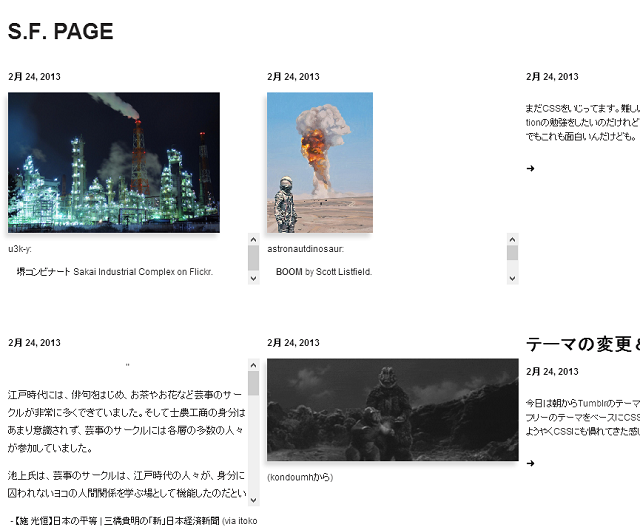 S.F. PAGE
2月 24, 2013
u3k-y:
堺コンビナート Sakai Industrial Complex on Flickr.
2月 24, 2013
astronautdinosaur:
BOOM by Scott Listfield.
2月 24, 2013
まだCSSをいじってます。難しい
tionの勉強をしたいのだけれど
でもこれも面白いんだけども。
➜
2月 24, 2013
"
江戸時代には、俳句をはじめ、お茶やお花など芸事のサー
クルが非常に多くできていました。そして士農工商の身分は
あまり意識されず、芸事のサークルには各層の多数の人々
が参加していました。
池上氏は、芸事のサークルは、江戸時代の人々が、身分に
囚われないヨコの人間関係を学ぶ場として機能したのだとい
-【施 光恒】日本の平等 | 三橋貴明の「新」日本経済新聞 (via itoko
2月 24, 2013
(kondoumhから)
テーマの変更&
2月 24, 2013
今日は朝からTumblrのテーマ
フリーのテーマをベースにCSS
ようやくCSSにも慣れてきた感じ
➜